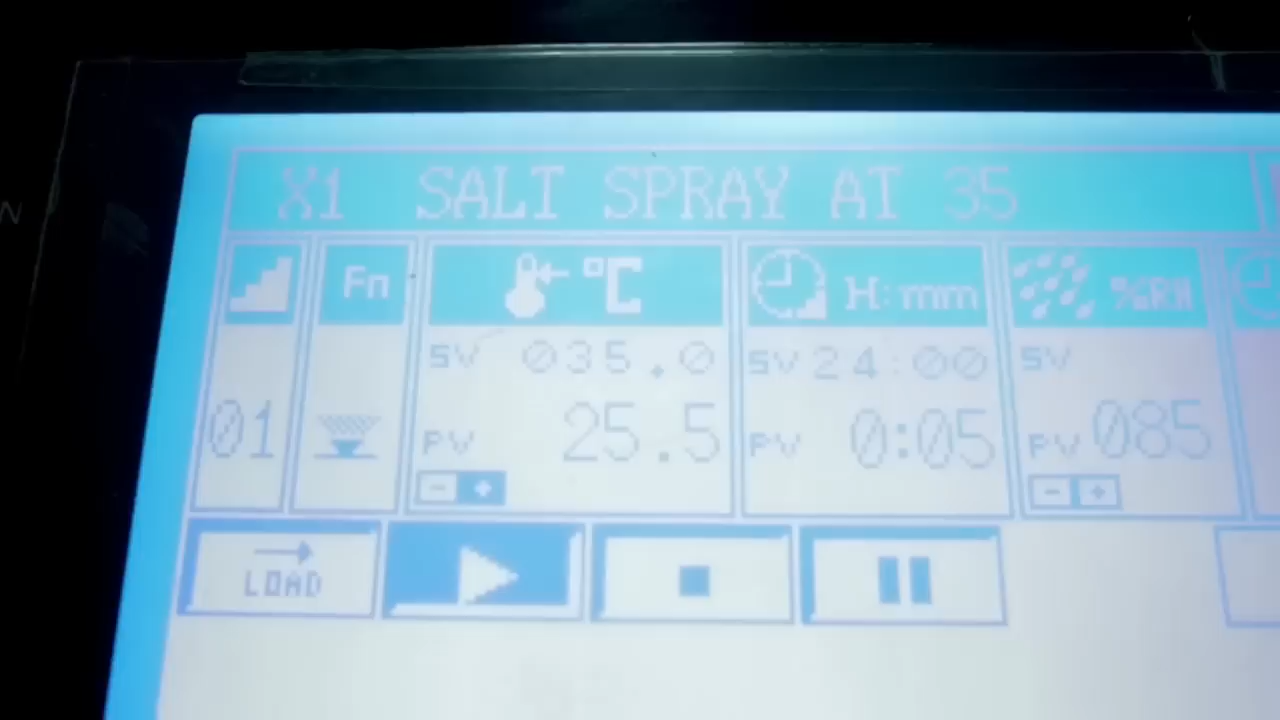 X1 SALT SPRAY AT 35
Fn °C H:mm %RH
SV 035.0 SV 24:00 SV
01 PV 25.5 PV 0:05 PV 085
- + - +
LOAD
N